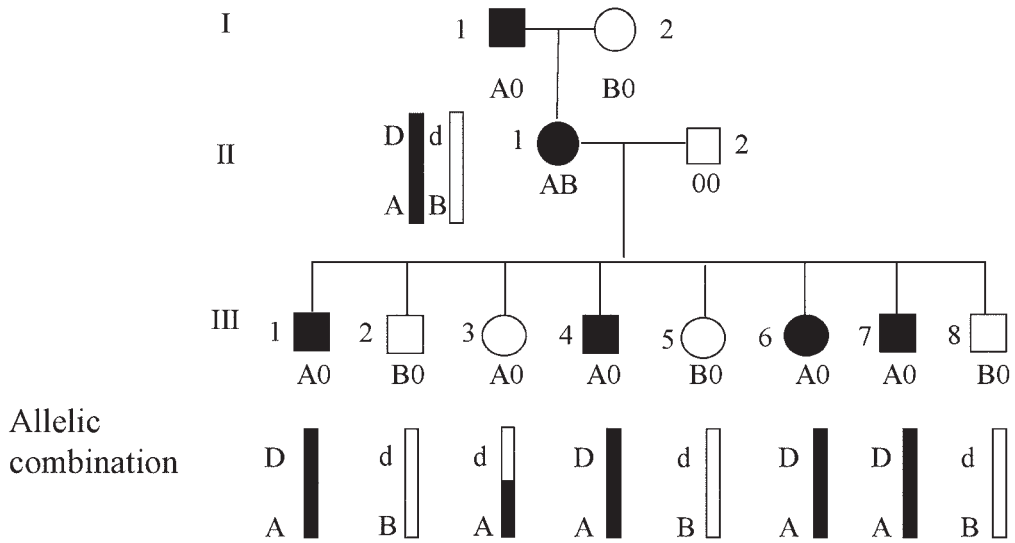 I 1 2
A0 B0
D d 1 2
II
AB 00
A B
III 1 2 3 4 5 6 7 8
A0 B0 A0 A0 B0 A0 A0 B0
Allelic
combination
D d d D d D D d
A B A A B A A B